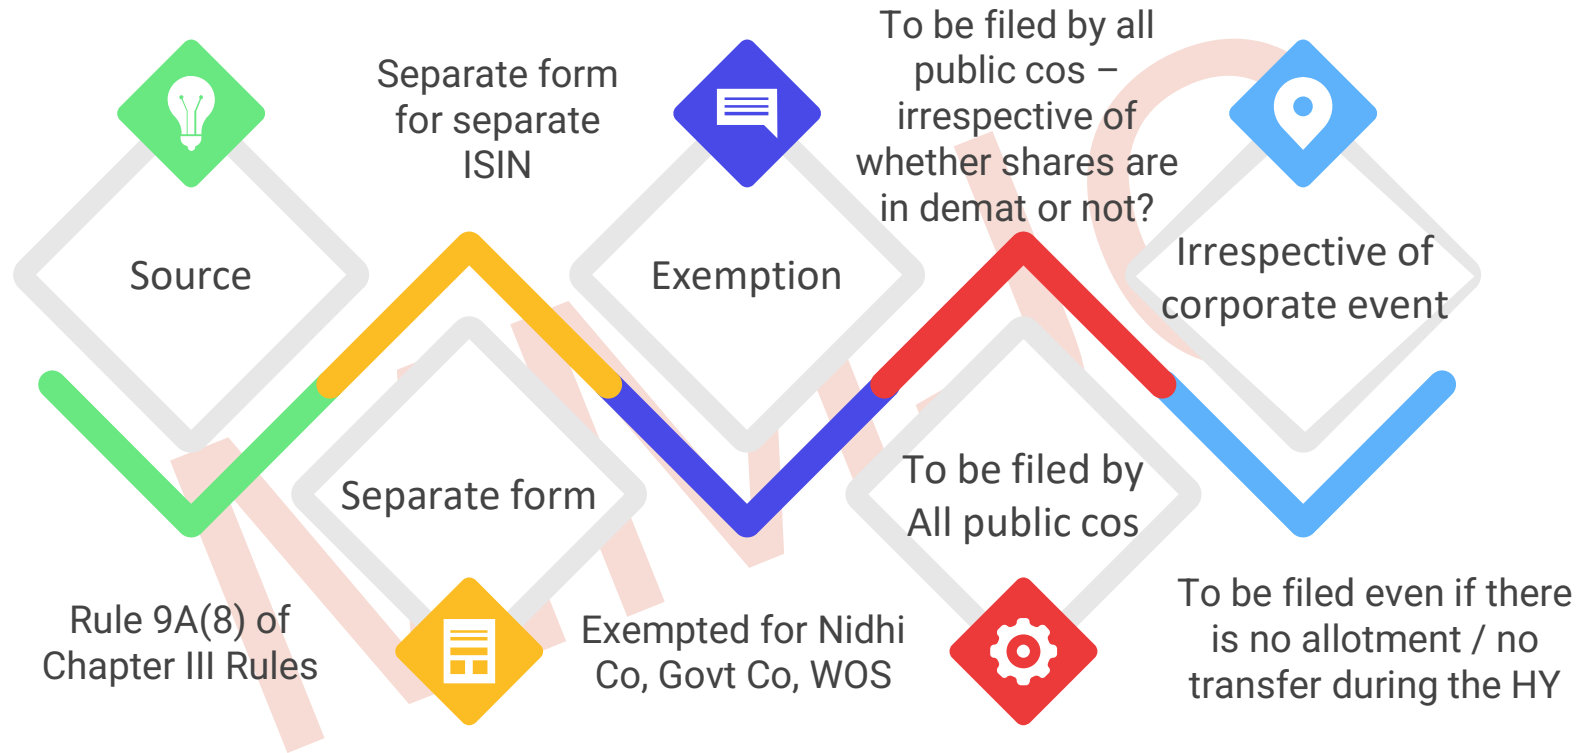 Source
Rule 9A(8) of
Chapter III Rules
Separate form
for separate
ISIN
Separate form
Exemption
Exempted for Nidhi
Co, Govt Co, WOS
To be filed by all
public cos –
irrespective of
whether shares are
in demat or not?
To be filed by
All public cos
Irrespective of
corporate event
To be filed even if there
is no allotment / no
transfer during the HY